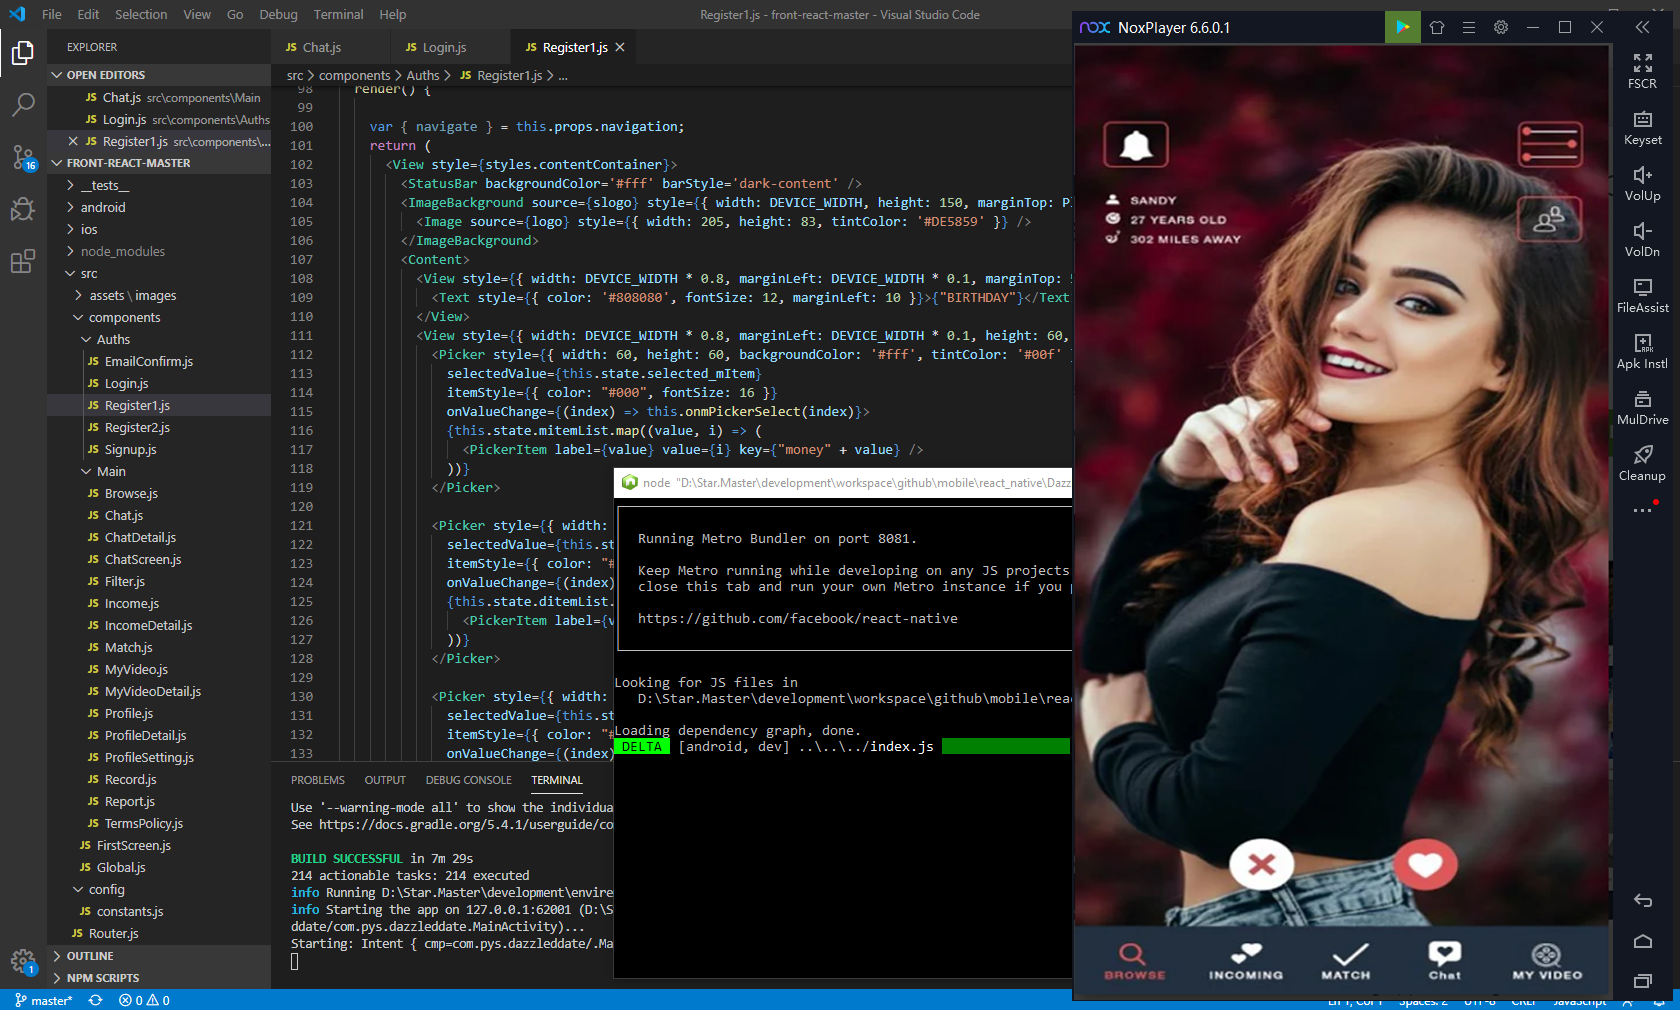 File Edit Selection View Go Debug Terminal Help
Register1.js - front-react-master - Visual Studio Code
EXPLORER
OPEN EDITORS
JS Chat.js src\components\Main
JS Login.js src\components\Auths
JS Register1.js src\components\...
FRONT-REACT-MASTER
__tests__
android
ios
node_modules
src
assets \ images
components
Auths
JS EmailConfirm.js
JS Login.js
JS Register1.js
JS Register2.js
JS Signup.js
Main
JS Browse.js
JS Chat.js
JS ChatDetail.js
JS ChatScreen.js
JS Filter.js
JS Income.js
JS IncomeDetail.js
JS Match.js
JS MyVideo.js
JS MyVideoDetail.js
JS Profile.js
JS ProfileDetail.js
JS ProfileSetting.js
JS Record.js
JS Report.js
JS TermsPolicy.js
JS FirstScreen.js
JS Global.js
config
JS constants.js
JS Router.js
OUTLINE
NPM SCRIPTS
16
1
JS Chat.js JS Login.js JS Register1.js
src > components > Auths > JS Register1.js > ...
98 render() {
99
100 var { navigate } = this.props.navigation;
101 return (
102 <View style={styles.contentContainer}>
103 <StatusBar backgroundColor='#fff' barStyle='dark-content' />
104 <ImageBackground source={slogo} style={{ width: DEVICE_WIDTH, height: 150, marginTop: P
105 <Image source={logo} style={{ width: 205, height: 83, tintColor: '#DE5859' }} />
106 </ImageBackground>
107 <Content>
108 <View style={{ width: DEVICE_WIDTH * 0.8, marginLeft: DEVICE_WIDTH * 0.1, marginTop:
109 <Text style={{ color: '#808080', fontSize: 12, marginLeft: 10 }}>{"BIRTHDAY"}</Text
110 </View>
111 <View style={{ width: DEVICE_WIDTH * 0.8, marginLeft: DEVICE_WIDTH * 0.1, height: 60,
112 <Picker style={{ width: 60, height: 60, backgroundColor: '#fff', tintColor: '#00f'
113 selectedValue={this.state.selected_mItem}
114 itemStyle={{ color: "#000", fontSize: 16 }}
115 onValueChange={(index) => this.onmPickerSelect(index)}>
116 {this.state.mitemList.map((value, i) => (
117 <PickerItem label={value} value={i} key={"money" + value} />
118 ))}
119 </Picker>
120
121 <Picker style={{ width:
122 selectedValue={this.st
123 itemStyle={{ color: "#
124 onValueChange={(index)
125 {this.state.ditemList.
126 <PickerItem label={v
127 ))}
128 </Picker>
129
130 <Picker style={{ width:
131 selectedValue={this.st
132 itemStyle={{ color: "#
133 onValueChange={(index)
PROBLEMS OUTPUT DEBUG CONSOLE TERMINAL
Use '--warning-mode all' to show the individua
See https://docs.gradle.org/5.4.1/userguide/co
BUILD SUCCESSFUL in 7m 29s
214 actionable tasks: 214 executed
info Running D:\Star.Master\development\envire
info Starting the app on 127.0.0.1:62001 (D:\S
ddate/com.pys.dazzleddate.MainActivity)...
Starting: Intent { cmp=com.pys.dazzleddate/.Ma
node "D:\Star.Master\development\workspace\github\mobile\react_native\Dazz
Running Metro Bundler on port 8081.
Keep Metro running while developing on any JS projects
close this tab and run your own Metro instance if you
https://github.com/facebook/react-native
Looking for JS files in
D:\Star.Master\development\workspace\github\mobile\rea
Loading dependency graph, done.
DELTA [android, dev] ..\..\../index.js
nox NoxPlayer 6.6.0.1
SANDY
27 YEARS OLD
302 MILES AWAY
BROWSE INCOMING MATCH Chat MY VIDEO
FSCR
Keyset
VolUp
VolDn
FileAssist
Apk Instl
MulDrive
Cleanup
master* 0 0